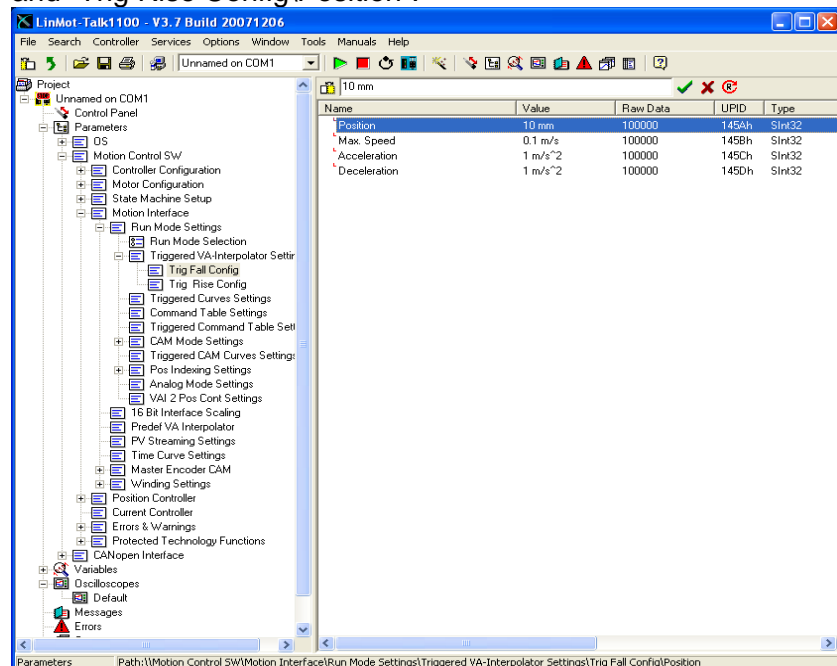 and "Trig Rise Config\Position".
LinMot-Talk1100 - V3.7 Build 20071206
File Search Controller Services Options Window Tools Manuals Help
Unnamed on COM1
Project
Unnamed on COM1
Control Panel
Parameters
OS
Motion Control SW
Controller Configuration
Motor Configuration
State Machine Setup
Motion Interface
Run Mode Settings
Run Mode Selection
Triggered VA-Interpolator Settin
Trig Fall Config
Trig Rise Config
Triggered Curves Settings
Command Table Settings
Triggered Command Table Sett
CAM Mode Settings
Triggered CAM Curves Settings
Pos Indexing Settings
Analog Mode Settings
VAI 2 Pos Cont Settings
16 Bit Interface Scaling
Predef VA Interpolator
PV Streaming Settings
Time Curve Settings
Master Encoder CAM
Winding Settings
Position Controller
Current Controller
Errors & Warnings
Protected Technology Functions
CANopen Interface
Variables
Oscilloscopes
Default
Messages
Errors
10 mm
Name Value Raw Data UPID Type
Position 10 mm 100000 145Ah SInt32
Max. Speed 0.1 m/s 100000 145Bh SInt32
Acceleration 1 m/s^2 100000 145Ch SInt32
Deceleration 1 m/s^2 100000 145Dh SInt32
Parameters Path:\\Motion Control SW\Motion Interface\Run Mode Settings\Triggered VA-Interpolator Settings\Trig Fall Config\Position